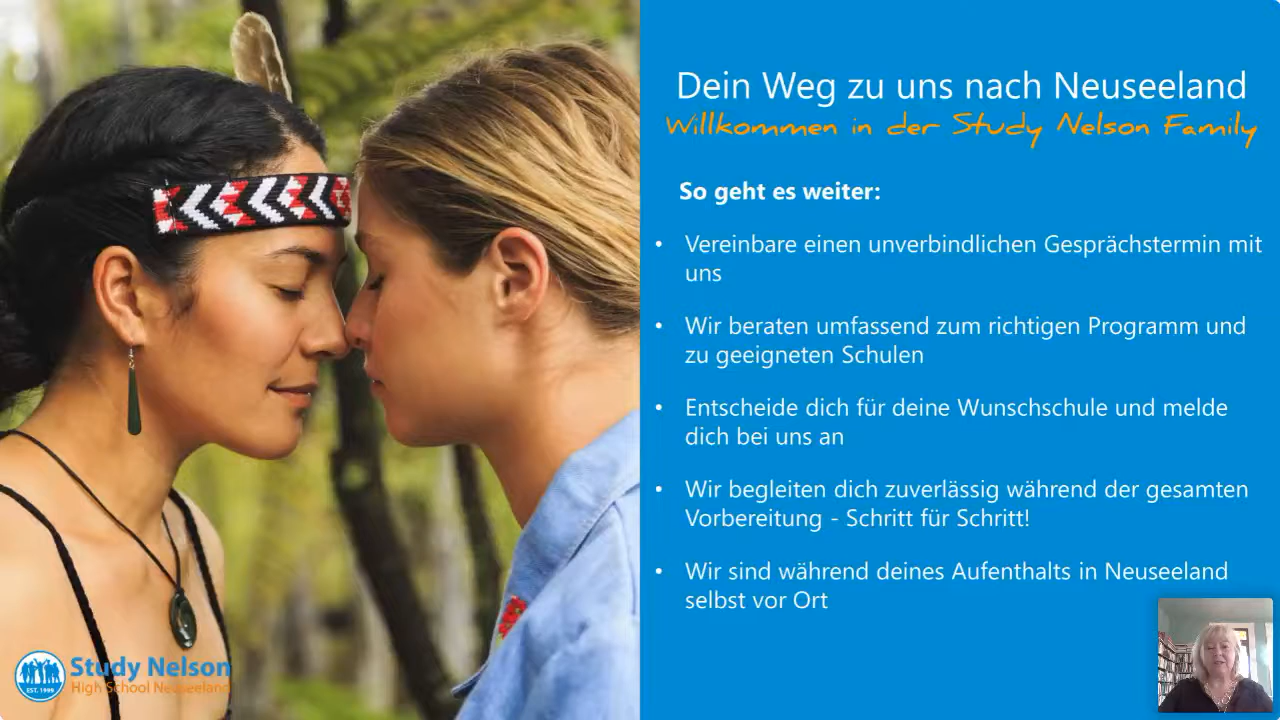 Dein Weg zu uns nach Neuseeland
Willkommen in der Study Nelson Family
So geht es weiter:
• Vereinbare einen unverbindlichen Gesprächstermin mit
uns
• Wir beraten umfassend zum richtigen Programm und
zu geeigneten Schulen
• Entscheide dich für deine Wunschschule und melde
dich bei uns an
• Wir begleiten dich zuverlässig während der gesamten
Vorbereitung - Schritt für Schritt!
• Wir sind während deines Aufenthalts in Neuseeland
selbst vor Ort
Study Nelson
High School Neuseeland
EST. 1998